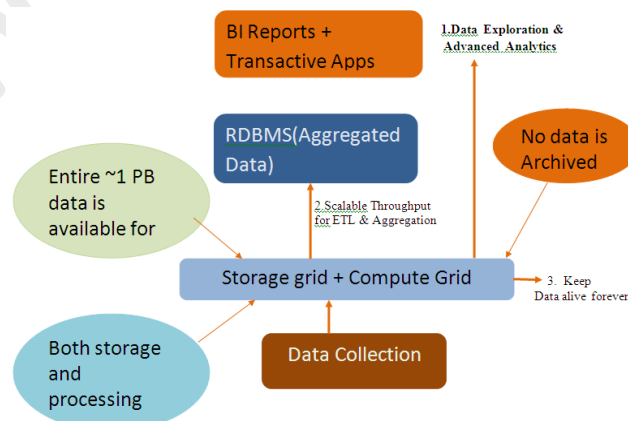 BI Reports +
Transactive Apps
1.Data Exploration &
Advanced Analytics
RDBMS(Aggregated
Data)
No data is
Archived
Entire ~1 PB
data is
available for
2.Scalable Throughput
for ETL & Aggregation
Storage grid + Compute Grid
3. Keep
Data alive forever
Both storage
and
processing
Data Collection